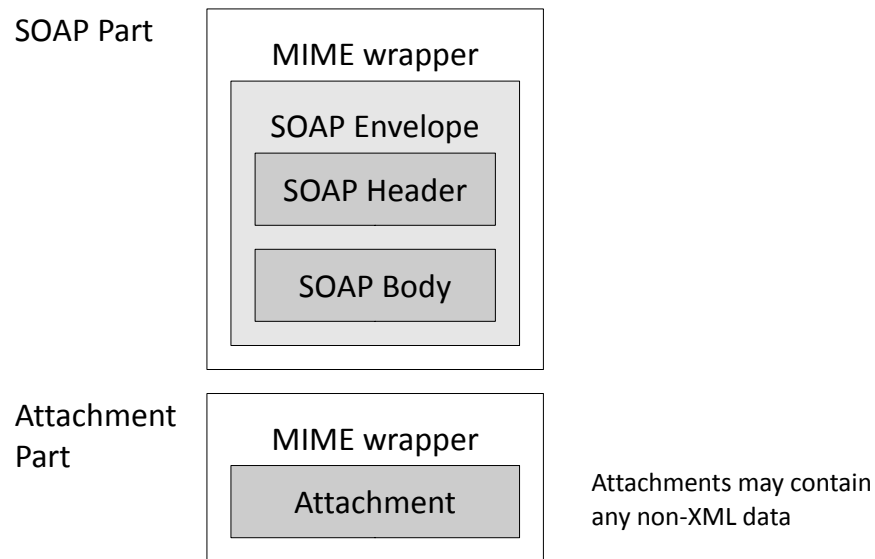 SOAP Part
MIME wrapper
SOAP Envelope
SOAP Header
SOAP Body
Attachment
Part
MIME wrapper
Attachment
Attachments may contain
any non-XML data